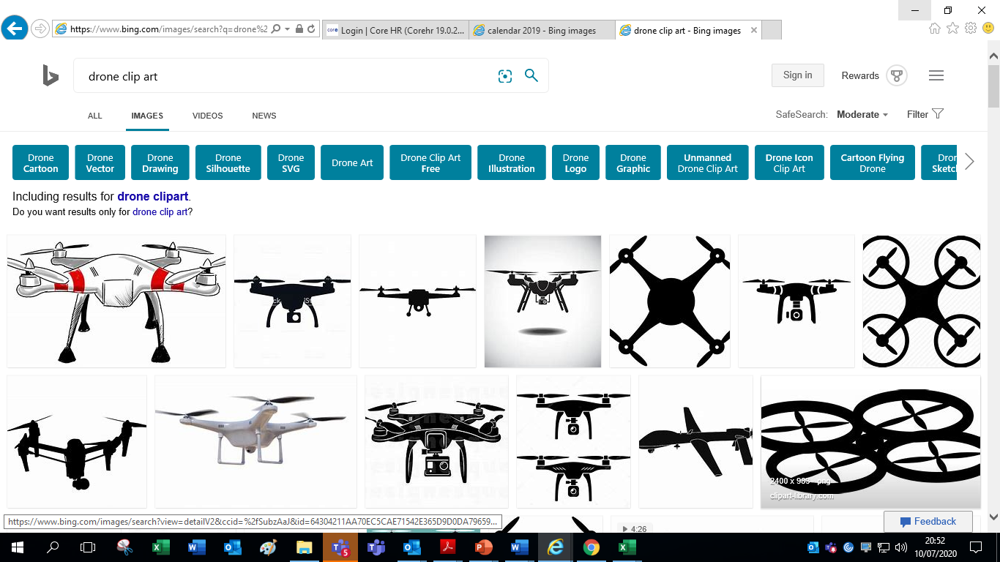 https://www.bing.com/images/search?q=drone%2
core Login | Core HR (Corehr 19.0.2...
calendar 2019 - Bing images
drone clip art - Bing images
drone clip art
Sign in
Rewards
ALL
IMAGES
VIDEOS
NEWS
SafeSearch: Moderate
Filter
Drone
Cartoon
Drone
Vector
Drone
Drawing
Drone
Silhouette
Drone
SVG
Drone Art
Drone Clip Art
Free
Drone
Illustration
Drone
Logo
Drone
Graphic
Unmanned
Drone Clip Art
Drone Icon
Clip Art
Cartoon Flying
Drone
Including results for drone clipart.
Do you want results only for drone clip art?
2400 x 983 · png
clipart-library.com
https://www.bing.com/images/search?view=detailV2&ccid=%2fSubzAaJ&id=64304211AA70EC5CAE71542E365D9D0DA79659...
4:26
Feedback
5
20:52
10/07/2020